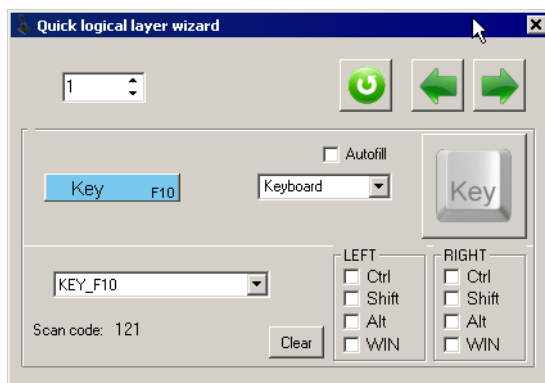 Quick logical layer wizard
1
Autofill
Key F10
Keyboard
Key
LEFT
RIGHT
KEY_F10
Ctrl
Ctrl
Shift
Shift
Scan code: 121
Alt
Alt
Clear
WIN
WIN